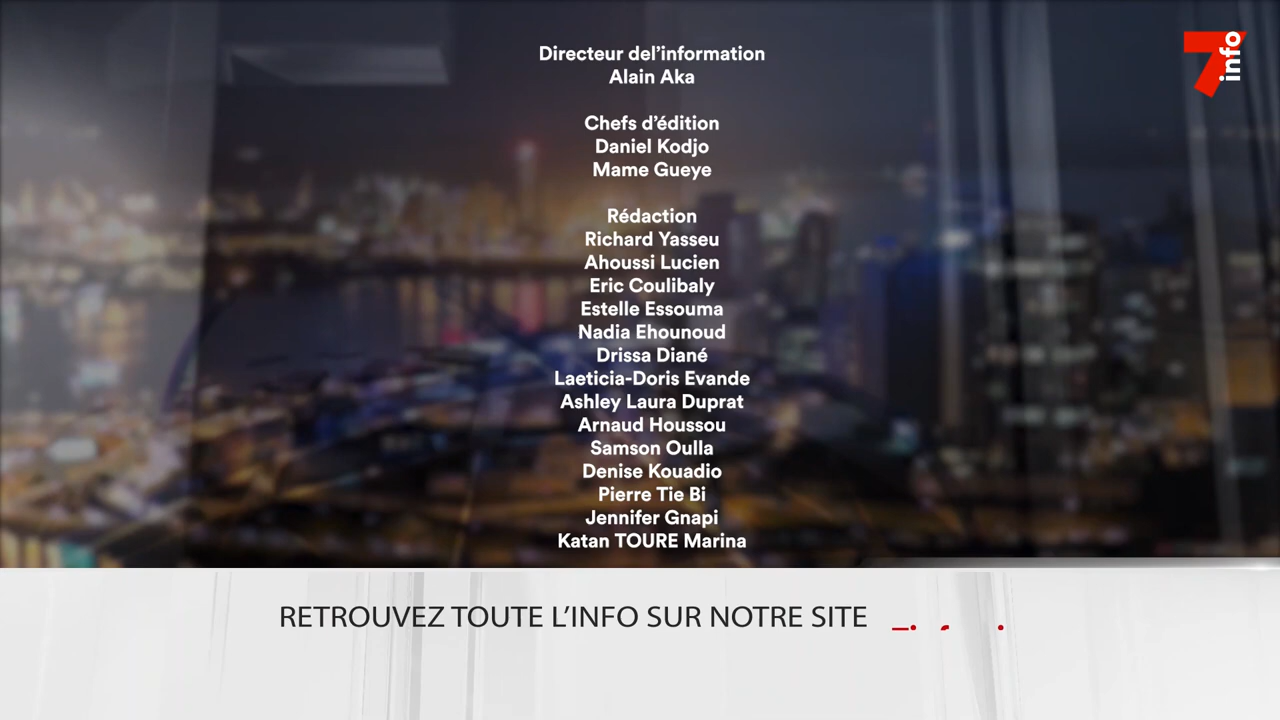 7info
Directeur del'information
Alain Aka
Chefs d'édition
Daniel Kodjo
Mame Gueye
Rédaction
Richard Yasseu
Ahoussi Lucien
Eric Coulibaly
Estelle Essouma
Nadia Ehounoud
Drissa Diané
Laeticia-Doris Evande
Ashley Laura Duprat
Arnaud Houssou
Samson Oulla
Denise Kouadio
Pierre Tie Bi
Jennifer Gnapi
Katan TOURE Marina
RETROUVEZ TOUTE L'INFO SUR NOTRE SITE